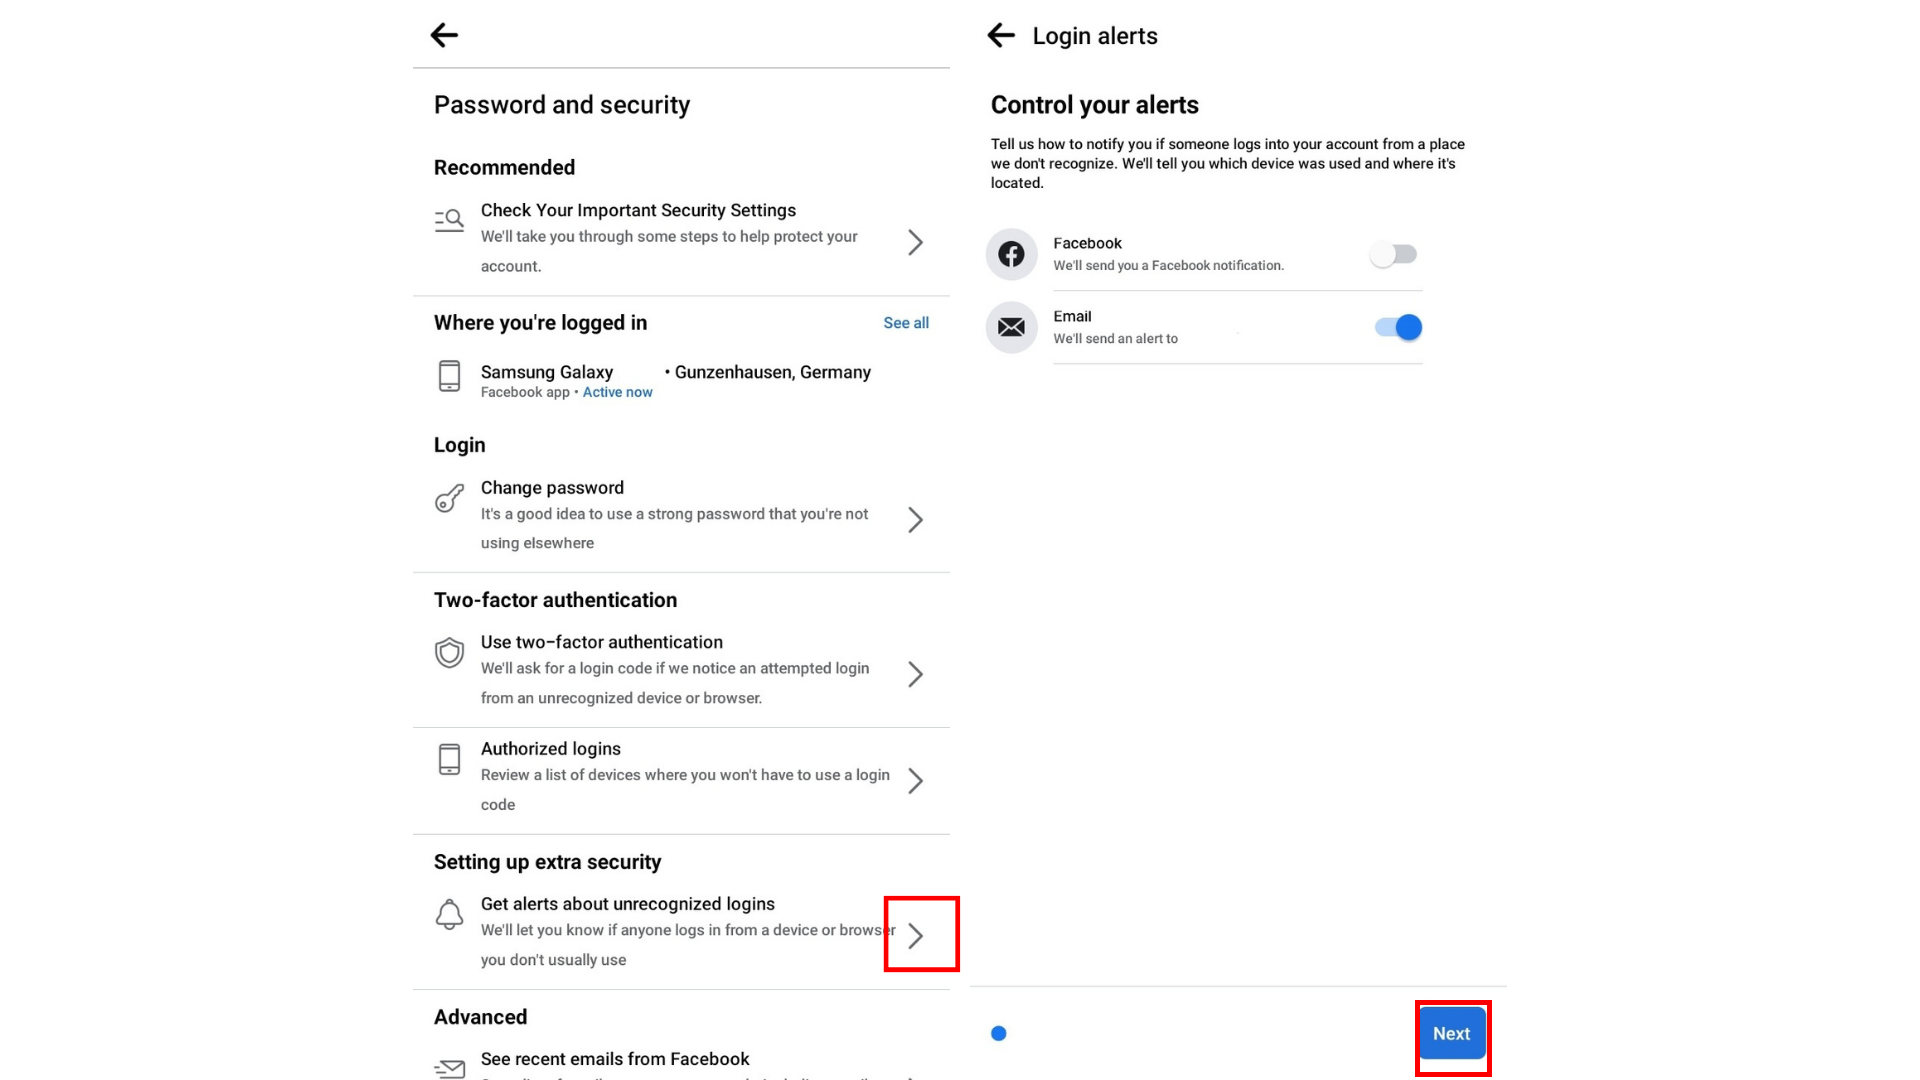 Password and security
Recommended
Check Your Important Security Settings
We'll take you through some steps to help protect your
account.
Where you're logged in See all
Samsung Galaxy • Gunzenhausen, Germany
Facebook app • Active now
Login
Change password
It's a good idea to use a strong password that you're not
using elsewhere
Two-factor authentication
Use two-factor authentication
We'll ask for a login code if we notice an attempted login
from an unrecognized device or browser.
Authorized logins
Review a list of devices where you won't have to use a login
code
Setting up extra security
Get alerts about unrecognized logins
We'll let you know if anyone logs in from a device or browser
you don't usually use
Advanced
See recent emails from Facebook
Login alerts
Control your alerts
Tell us how to notify you if someone logs into your account from a place
we don't recognize. We'll tell you which device was used and where it's
located.
Facebook
We'll send you a Facebook notification.
Email
We'll send an alert to
Next